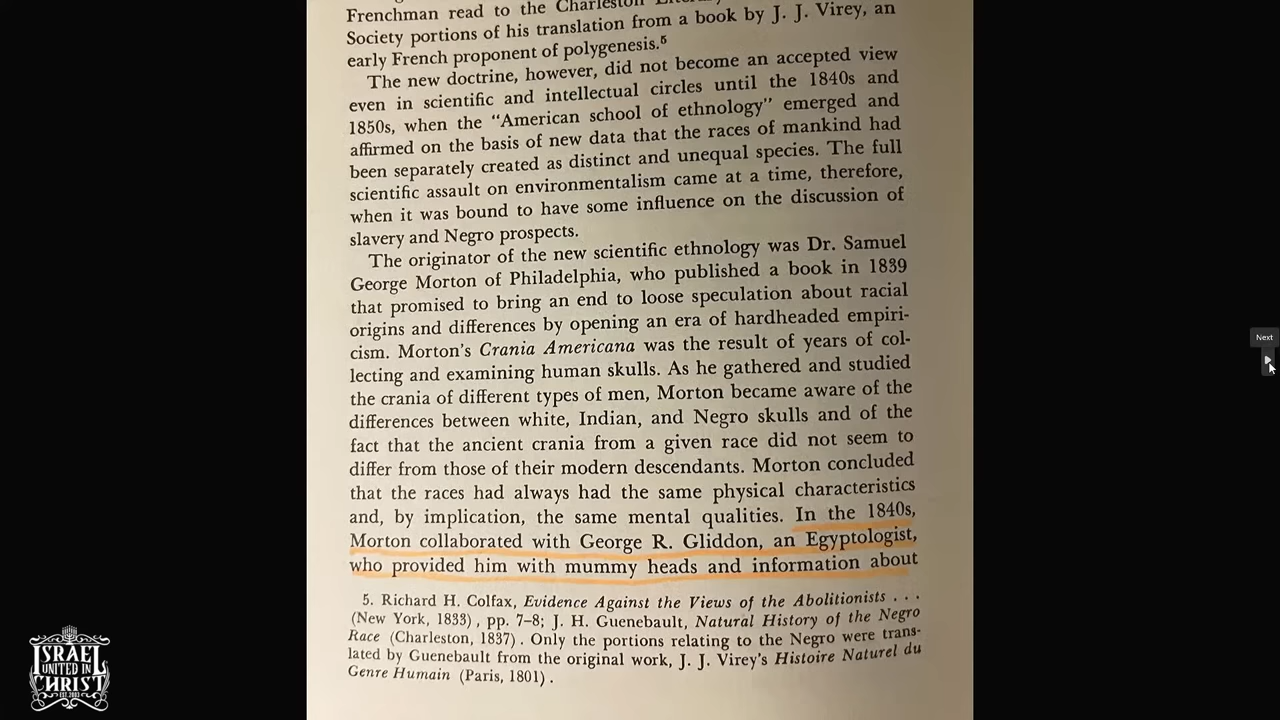 Frenchman read to the Charleston
Society portions of his translation from a book by J. J. Virey, an
early French proponent of polygenesis.⁵
The new doctrine, however, did not become an accepted view
even in scientific and intellectual circles until the 1840s and
1850s, when the “American school of ethnology” emerged and
affirmed on the basis of new data that the races of mankind had
been separately created as distinct and unequal species. The full
scientific assault on environmentalism came at a time, therefore,
when it was bound to have some influence on the discussion of
slavery and Negro prospects.
The originator of the new scientific ethnology was Dr. Samuel
George Morton of Philadelphia, who published a book in 1839
that promised to bring an end to loose speculation about racial
origins and differences by opening an era of hardheaded empiri-
cism. Morton's Crania Americana was the result of years of col-
lecting and examining human skulls. As he gathered and studied
the crania of different types of men, Morton became aware of the
differences between white, Indian, and Negro skulls and of the
fact that the ancient crania from a given race did not seem to
differ from those of their modern descendants. Morton concluded
that the races had always had the same physical characteristics
and, by implication, the same mental qualities. In the 1840s,
Morton collaborated with George R. Gliddon, an Egyptologist,
who provided him with mummy heads and information about
5. Richard H. Colfax, Evidence Against the Views of the Abolitionists . . .
(New York, 1833), pp. 7–8; J. H. Guenebault, Natural History of the Negro
Race (Charleston, 1837). Only the portions relating to the Negro were trans-
lated by Guenebault from the original work, J. J. Virey's Histoire Naturel du
Genre Humain (Paris, 1801).
Next
ISRAEL
UNITED IN
CHRIST
EST. 2003